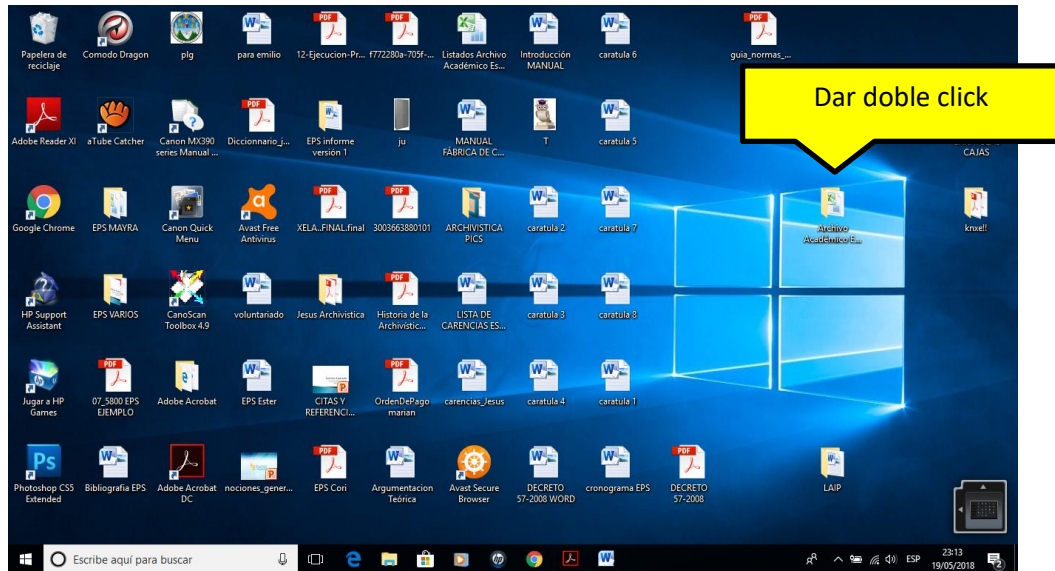 Papelera de
reciclaje
Comodo Dragon
plg
para emilio
12-Ejecucion-Pr...
f772280a-705f-...
Listados Archivo
Académico Es...
Introducción
MANUAL
caratula 6
guia_normas_...
Dar doble click
Adobe Reader XI
aTube Catcher
Canon MX390
series Manual ...
Diccionario_j...
EPS informe
versión 1
ju
MANUAL
FÁBRICA DE C...
T
caratula 5
CAJAS
Google Chrome
EPS MAYRA
Canon Quick
Menu
Avast Free
Antivirus
XELA..FINAL.final
3003663880101
ARCHIVISTICA
PICS
caratula 2
caratula 7
Archivo
Académico E...
knxel!!
HP Support
Assistant
EPS VARIOS
CanoScan
Toolbox 4.9
voluntariado
Jesus Archivistica
Historia de la
Archivístic...
LISTA DE
CARENCIAS ES...
caratula 3
caratula 8
Jugar a HP
Games
07_5800 EPS
EJEMPLO
Adobe Acrobat
EPS Ester
CITAS Y
REFERENCI...
OrdenDePago
marian
carencias_Jesus
caratula 4
caratula 1
Photoshop CS5
Extended
Bibliografia EPS
Adobe Acrobat
DC
nociones_gener...
EPS Cori
Argumentacion
Teórica
Avast Secure
Browser
DECRETO
57-2008 WORD
cronograma EPS
DECRETO
57-2008
LAIP
Escribe aquí para buscar
ESP
23:13
19/05/2018